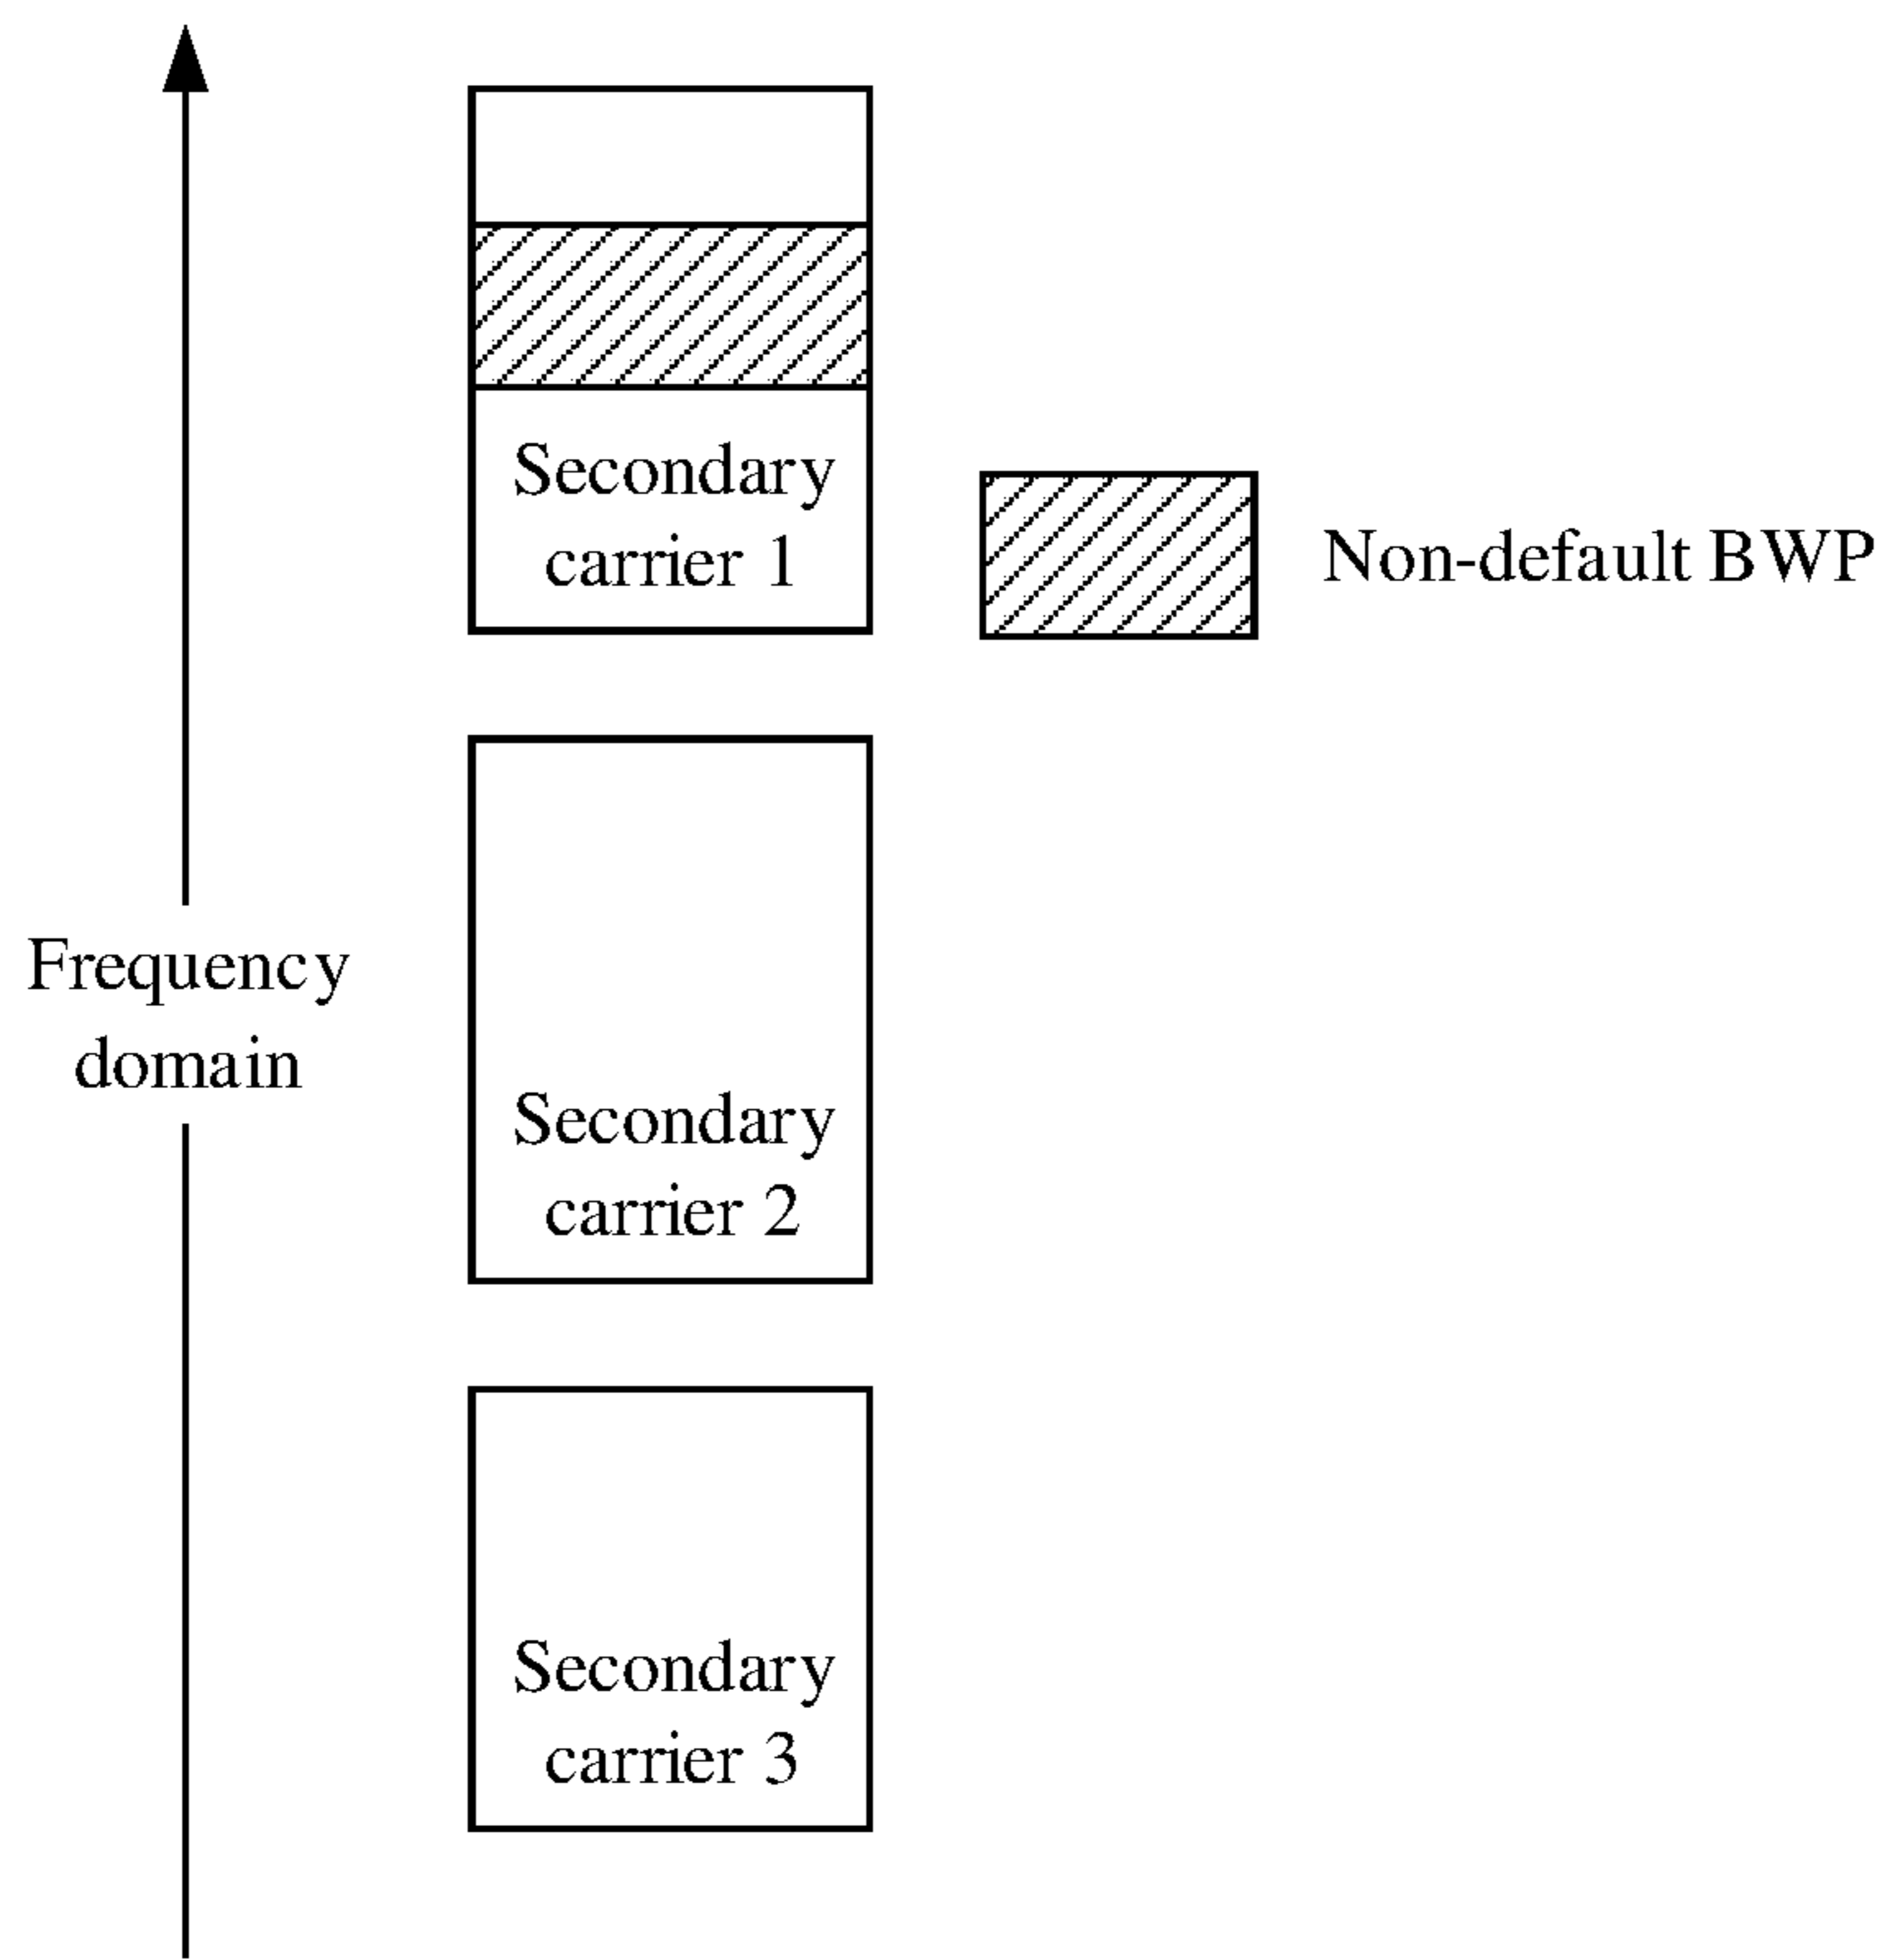 Secondary
carrier 1
Non-default BWP
Frequency
domain
Secondary
carrier 2
Secondary
carrier 3